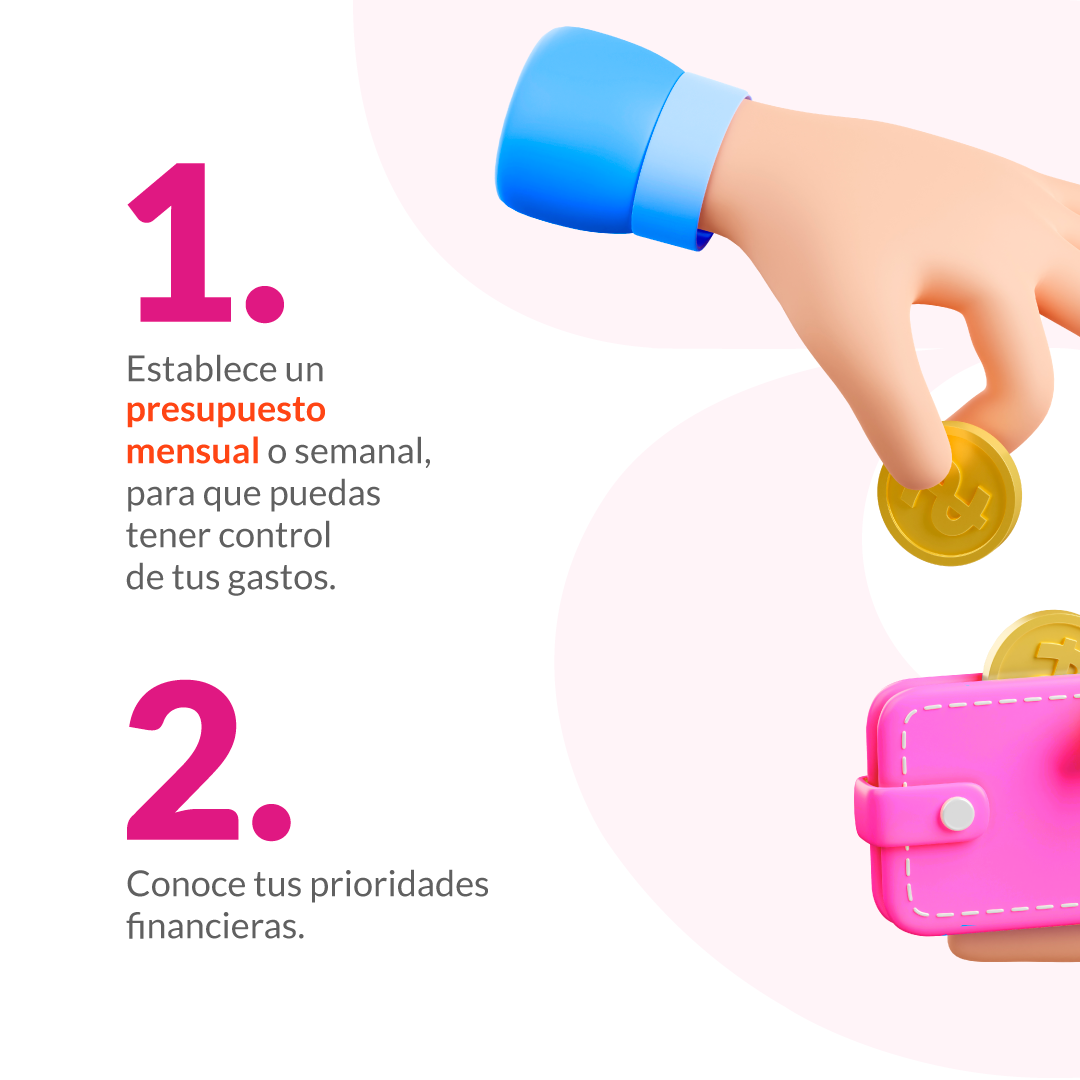 1.
Establece un
presupuesto
mensual o semanal,
para que puedas
tener control
de tus gastos.
2.
Conoce tus prioridades
financieras.